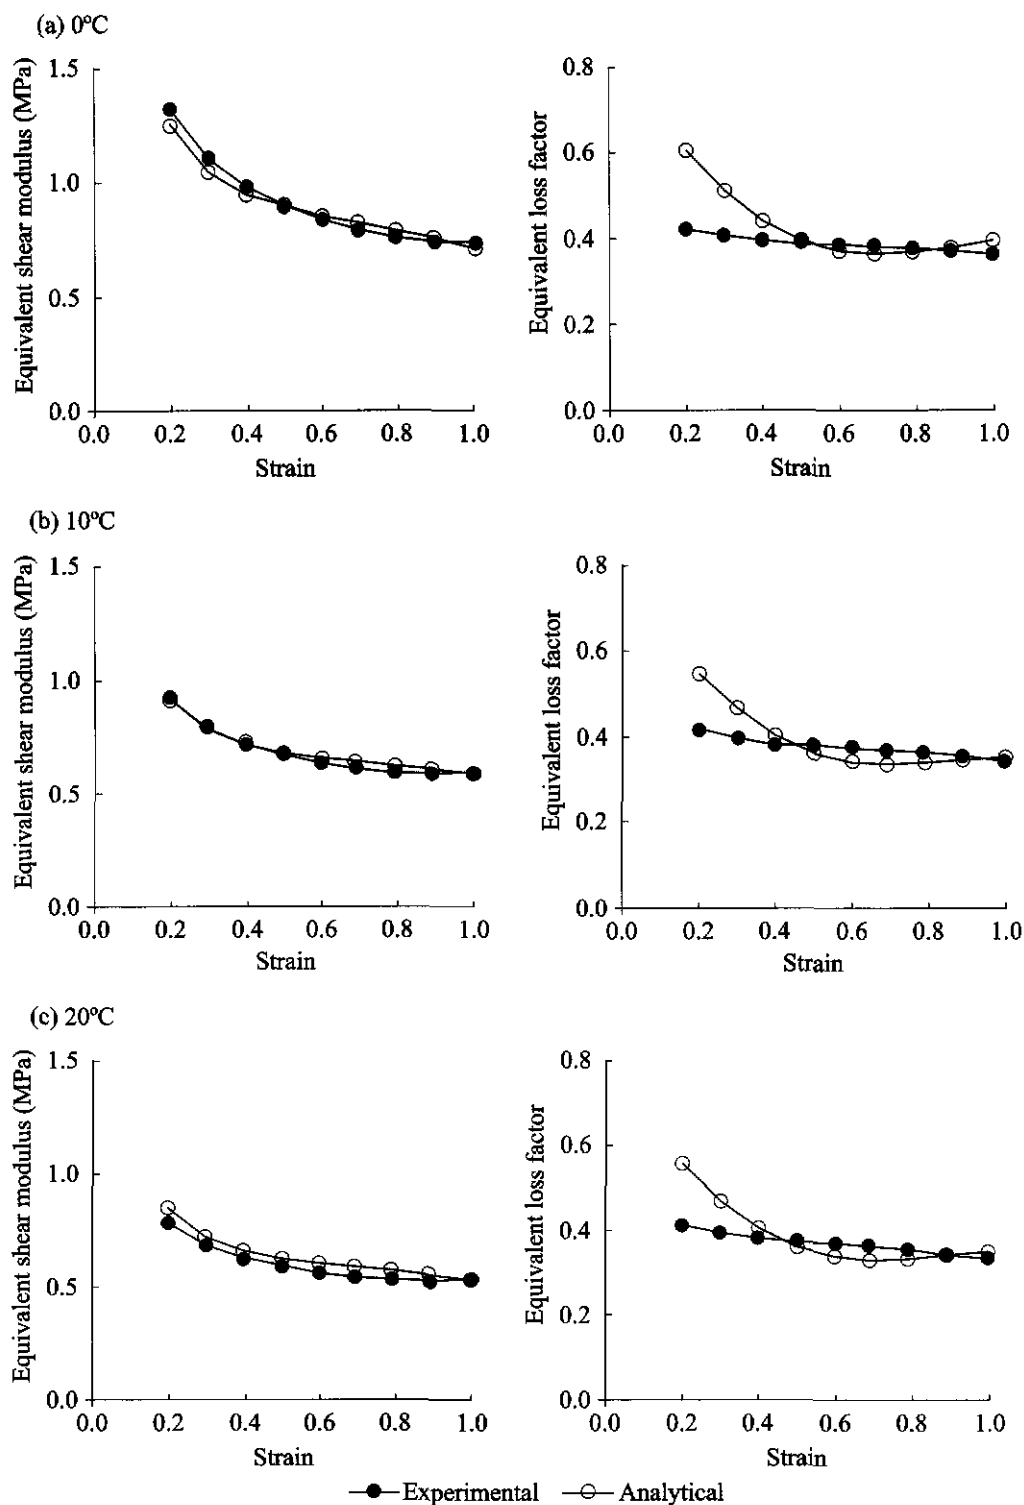 (a) 0°C
Equivalent shear modulus (MPa)
1.5
1.0
0.5
0.0
0.0 0.2 0.4 0.6 0.8 1.0
Strain
Equivalent loss factor
0.8
0.6
0.4
0.2
0.0
0.0 0.2 0.4 0.6 0.8 1.0
Strain
(b) 10°C
Equivalent shear modulus (MPa)
1.5
1.0
0.5
0.0
0.0 0.2 0.4 0.6 0.8 1.0
Strain
Equivalent loss factor
0.8
0.6
0.4
0.2
0.0
0.0 0.2 0.4 0.6 0.8 1.0
Strain
(c) 20°C
Equivalent shear modulus (MPa)
1.5
1.0
0.5
0.0
0.0 0.2 0.4 0.6 0.8 1.0
Strain
Equivalent loss factor
0.8
0.6
0.4
0.2
0.0
0.0 0.2 0.4 0.6 0.8 1.0
Strain
Experimental Analytical